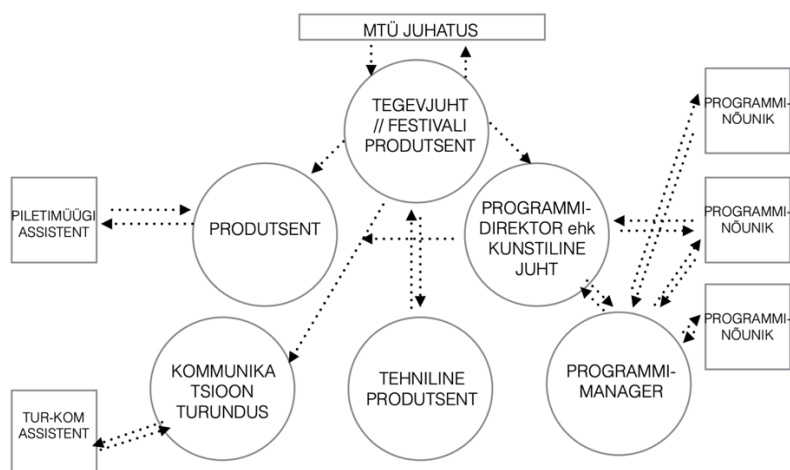 MTÜ JUHATUS
TEGEVJUHT
// FESTIVALI
PRODUTSENT
PROGRAMMI-
NÕUNIK
PILETIMÜÜGI
ASSISTENT
PRODUTSENT
PROGRAMMI-
DIREKTOR ehk
KUNSTILINE
JUHT
PROGRAMMI-
NÕUNIK
PROGRAMMI-
NÕUNIK
KOMMUNIKA
TSIOON
TURUNDUS
TEHNILINE
PRODUTSENT
PROGRAMMI-
MANAGER
TUR-KOM
ASSISTENT